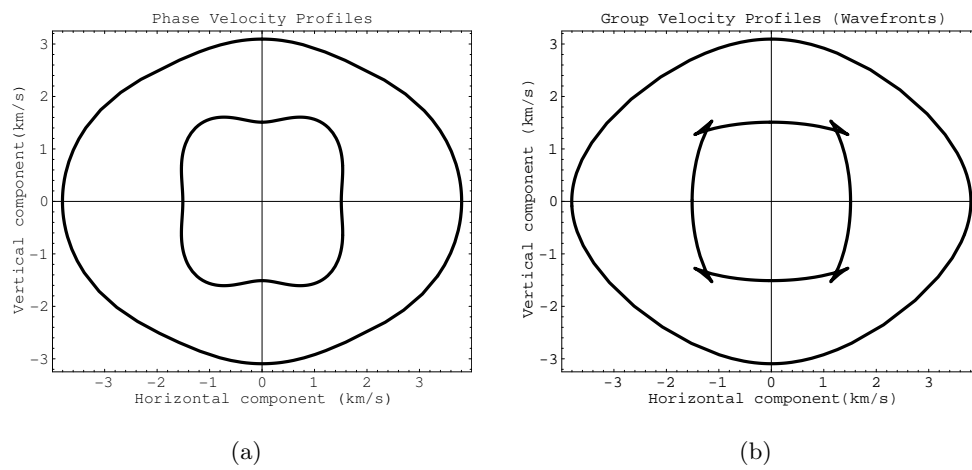 Phase Velocity Profiles
Vertical component(km/s)
3
2
1
0
−1
−2
−3
−3 −2 −1 0 1 2 3
Horizontal component (km/s)
(a)
Group Velocity Profiles (Wavefronts)
Vertical component (km/s)
3
2
1
0
−1
−2
−3
−3 −2 −1 0 1 2 3
Horizontal component(km/s)
(b)